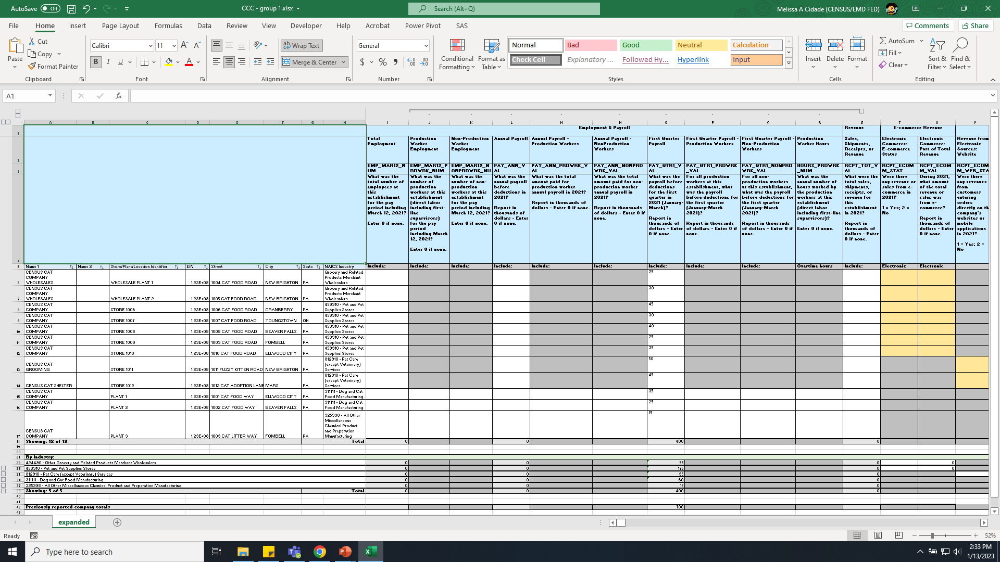 AutoSave Off CCC - group 1.xlsx Search (Alt+Q) Melissa A Cidade (CENSUS/EMD FED)
File Home Insert Page Layout Formulas Data Review View Developer Help Acrobat Power Pivot SAS Comments Share
Paste Cut Copy Format Painter Clipboard
Calibri 11 B I U Font
Wrap Text Merge & Center Alignment
General $ % Number
Conditional Formatting Format as Table
Normal Bad Good Neutral Calculation
Check Cell Explanatory ... Followed Hy... Hyperlink Input
Styles
Insert Delete Format Cells
AutoSum Fill Clear Sort & Filter Find & Select Editing
A1 fx
A B C D E F G H I J K L M N O P Q R S T U V
1 Employment & Payroll Revenue E-commerce Revenue
2 Total Employment Production Worker Employment Non-Production Worker Employment Annual Payroll Annual Payroll - Production Workers Annual Payroll - NonProduction Workers First Quarter Payroll First Quarter Payroll - Production Workers First Quarter Payroll - Non-Production Workers Production Worker Hours Sales, Shipments, Receipts, or Revenue Electronic Commerce: E-commerce Status Electronic Commerce: Part of Total Revenue Revenue from Electronic Sources: Website
3 EMP_MAR12_NUM EMP_MAR12_PRDWRK_NUM EMP_MAR12_NONPRDWRK_NU PAY_ANN_VAL PAY_ANN_PRDWRK_VAL PAY_ANN_NONPRDWRK_VAL PAY_QTR1_VAL PAY_QTR1_PRDWRK_VAL PAY_QTR1_NONPRDWRK_VAL HOURS_PRDWRK_NUM RCPT_TOT_VAL RCPT_ECOMM_STAT RCPT_ECOMM_VAL RCPT_ECOMM_WEB_STA
4 What was the total number of employees at this establishment for the pay period including March 12, 2021? Enter 0 if none.
What was the number of production workers at this establishment (direct labor including first-line supervisors) for the pay period including March 12, 2021? Enter 0 if none.
What was the number of non-production workers at this establishment for the pay period including March 12, 2021? Enter 0 if none.
What was the annual payroll before deductions in 2021? Report in thousands of dollars - Enter 0 if none.
What was the total amount paid for production worker annual payroll in 2021? Report in thousands of dollars - Enter 0 if none.
What was the total amount paid for non-production worker annual payroll in 2021? Report in thousands of dollars - Enter 0 if none.
What was the payroll before deductions for the first quarter in 2021 (January-March)? Report in thousands of dollars - Enter 0 if none.
For all production workers at this establishment, what was the payroll before deductions for the first quarter (January-March 2021)? Report in thousands of dollars - Enter 0 if none.
For all non-production workers at this establishment, what was the payroll before deductions for the first quarter (January-March 2021)? Report in thousands of dollars - Enter 0 if
What was the annual number of hours worked by the production workers at this establishment (direct labor including first-line supervisors)? Enter 0 if none.
What were the total sales, shipments, receipts, or revenue for this establishment in 2021? Report in thousands of dollars - Enter 0 if none.
Were there any revenue or sales from e-commerce in 2021? 1 = Yes; 2 = No
During 2021, what amount of the total revenue or sales was from e-commerce? Report in thousands of dollars - Enter 0 if none.
Were there any revenues from customers entering orders directly on th company's websites or mobile applications in 2021? 1 = Yes; 2 = No
5 Name 1 Name 2 Store/Plant/Location Identifier EIN Street City State NAICS Industry Include: Include: Include: Include: Include: Include: Include: Include: Include: Overtime hours Include: Electronic Electronic
6 CENSUS CAT COMPANY WHOLESALES WHOLESALE PLANT 1 1.23E+08 1004 CAT FOOD ROAD NEW BRIGHTON PA Grocery and Related Products Merchant Wholesalers 25
7 CENSUS CAT COMPANY WHOLESALES WHOLESALE PLANT 2 1.23E+08 1005 CAT FOOD ROAD NEW BRIGHTON PA Grocery and Related Products Merchant Wholesalers 30
8 CENSUS CAT COMPANY STORE 1006 1.23E+08 1006 CAT FOOD ROAD CRANBERRY PA 459910 - Pet and Pet Supplies Stores 45
9 CENSUS CAT COMPANY STORE 1007 1.23E+08 1007 CAT FOOD ROAD YOUNGSTOWN OH 459910 - Pet and Pet Supplies Stores 30
10 CENSUS CAT COMPANY STORE 1008 1.23E+08 1008 CAT FOOD ROAD BEAVER FALLS PA 459910 - Pet and Pet Supplies Stores 40
11 CENSUS CAT COMPANY STORE 1009 1.23E+08 1009 CAT FOOD ROAD FOMBELL PA 459910 - Pet and Pet Supplies Stores 25
12 CENSUS CAT COMPANY STORE 1010 1.23E+08 1010 CAT FOOD ROAD ELLWOOD CITY PA 459910 - Pet and Pet Supplies Stores 35
13 CENSUS CAT GROOMING STORE 1011 1.23E+08 1011 FUZZY KITTEN ROAD NEW BRIGHTON PA 812910 - Pet Care (except Veterinary) Services 50
14 CENSUS CAT SHELTER STORE 1012 1.23E+08 1012 CAT ADOPTION LANE MARS PA 812910 - Pet Care (except Veterinary) Services 45
15 CENSUS CAT COMPANY PLANT 1 1.23E+08 1001 CAT FOOD WAY ELLWOOD CITY PA 311111 - Dog and Cat Food Manufacturing 35
16 CENSUS CAT COMPANY PLANT 2 1.23E+08 1002 CAT FOOD WAY BEAVER FALLS PA 311111 - Dog and Cat Food Manufacturing 25
17 CENSUS CAT COMPANY PLANT 3 1.23E+08 1003 CAT LITTER WAY FOMBELL PA 325998 - All Other Miscellaneous Chemical Product and Preparation Manufacturing 15
18 Showing: 12 of 12 Total 0 0 400 0
19
20
21 By Industry:
22 424490 - Other Grocery and Related Products Merchant Wholesalers 0 0 55 0 0
25 459910 - Pet and Pet Supplies Stores 0 0 175 0 0
31 812910 - Pet Care (except Veterinary) Services 0 0 95 0
34 311111 - Dog and Cat Food Manufacturing 0 0 60 0
37 325998 - All Other Miscellaneous Chemical Product and Preparation Manufacturing 0 0 15 0
39 Showing: 5 of 5 Total 0 0 400 0
40
41
42 Previously reported company totals 700
43
expanded
Ready 52%
Type here to search 2:33 PM
1/13/2023